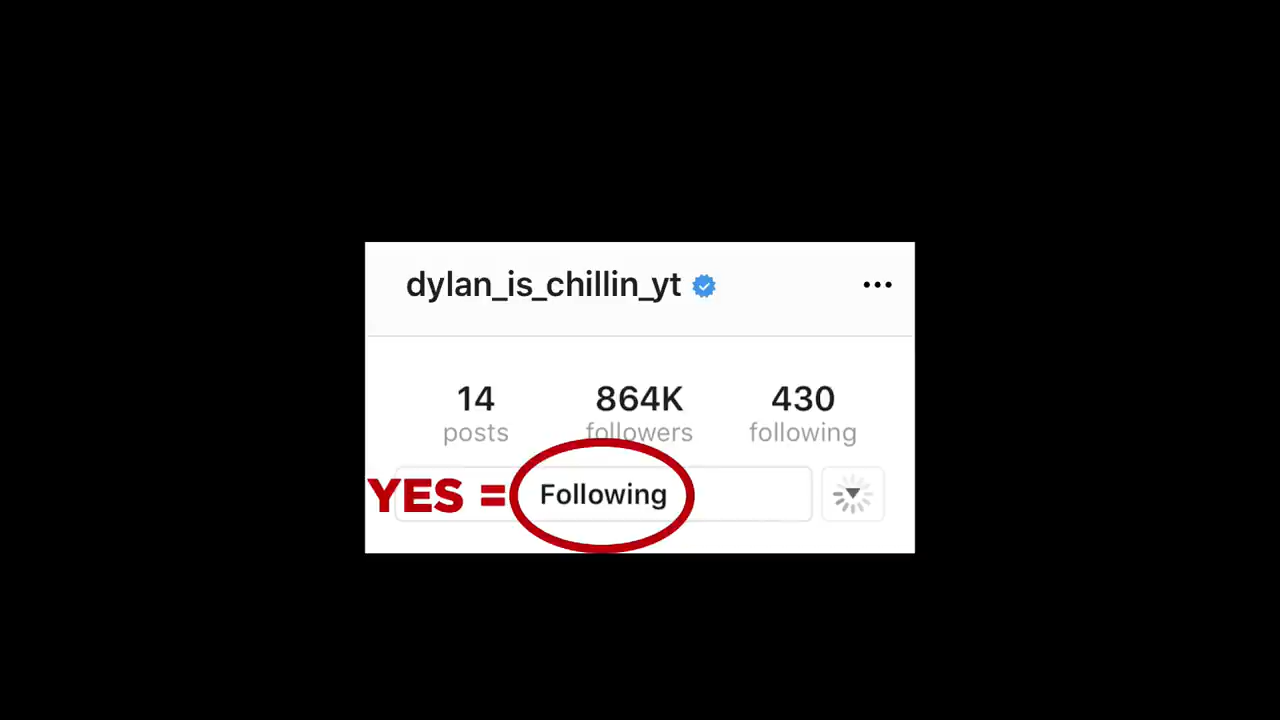 dylan_is_chillin_yt
14 864K 430
posts followers following
YES = Following